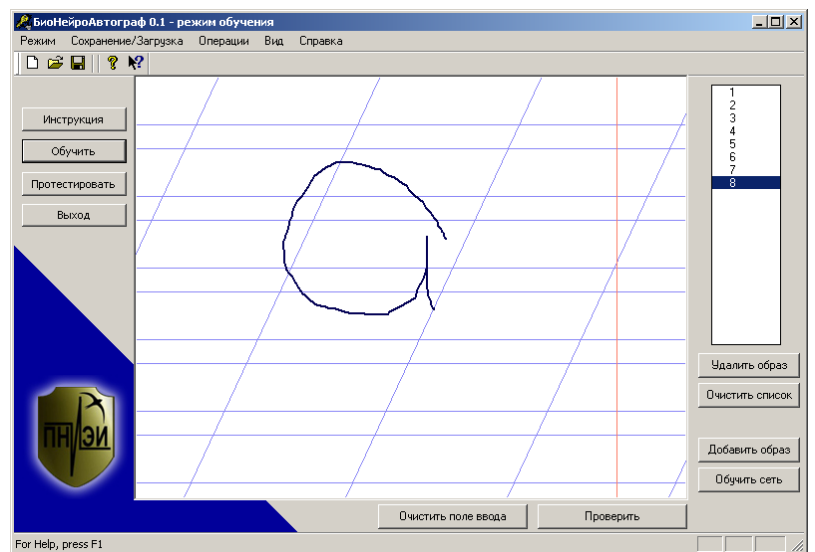 БиоНейроАвтограф 0.1 - режим обучения
Режим Сохранение/Загрузка Операции Вид Справка
Инструкция
Обучить
Протестировать
Выход
ПНИЭИ
1
2
3
4
5
6
7
8
Удалить образ
Очистить список
Добавить образ
Обучить сеть
Очистить поле ввода Проверить
For Help, press F1